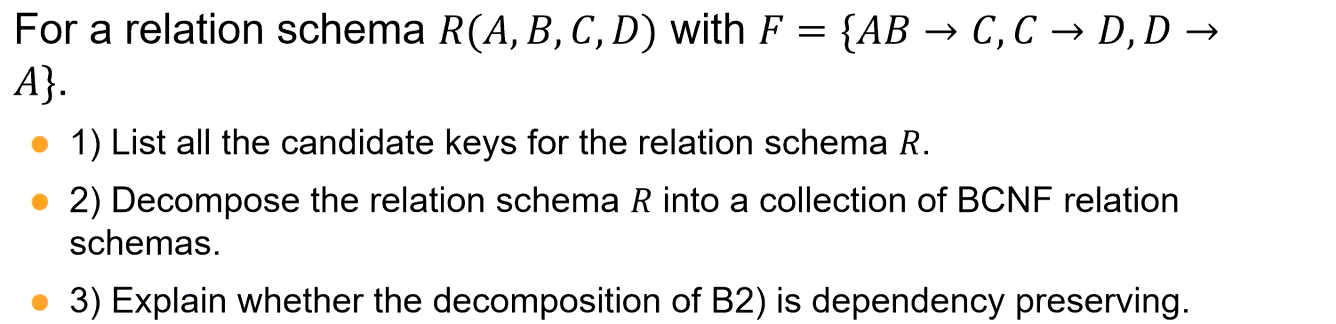 For a relation schema R(A, B, C, D) with F = {AB → C, C → D, D →
A}.
• 1) List all the candidate keys for the relation schema R.
• 2) Decompose the relation schema R into a collection of BCNF relation
schemas.
• 3) Explain whether the decomposition of B2) is dependency preserving.